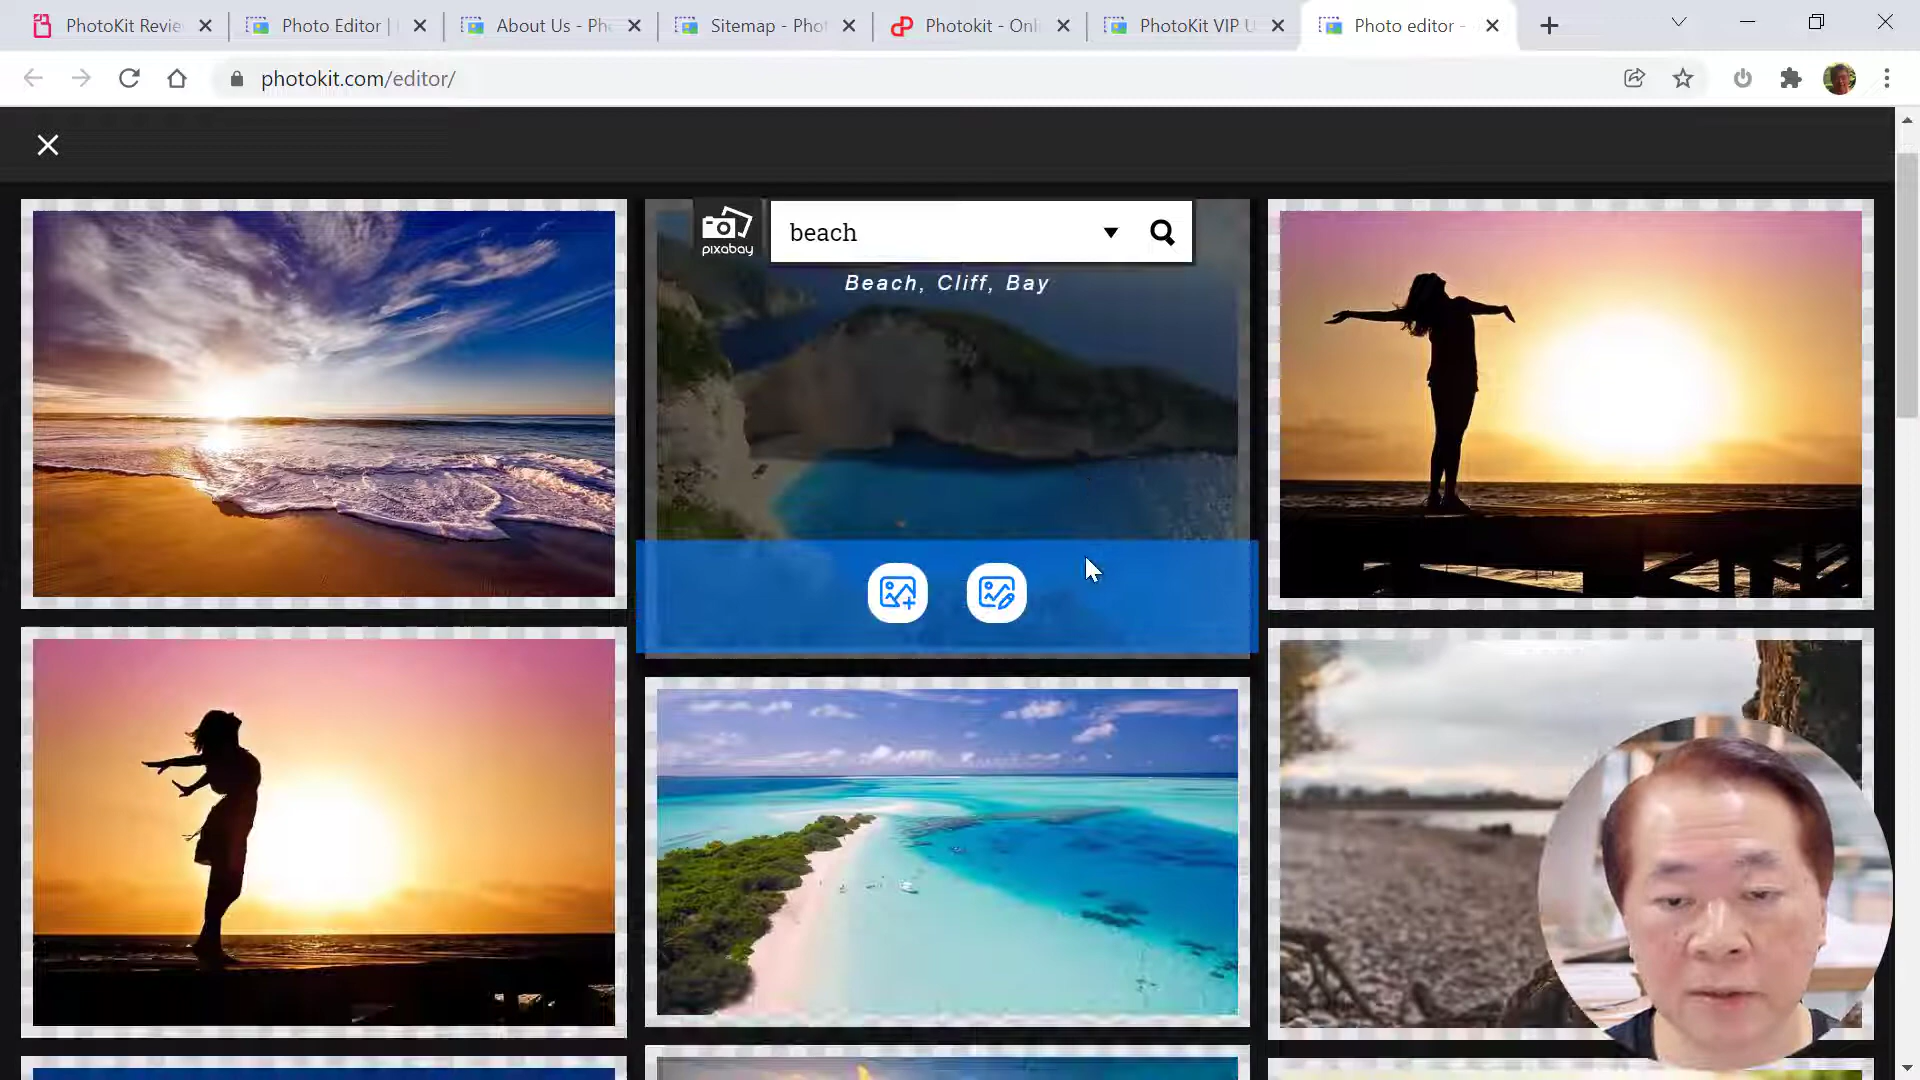 PhotoKit Revie
Photo Editor |
About Us - Ph
Sitemap - Phot
Photokit - Onl
PhotoKit VIP U
Photo editor -
photokit.com/editor/
pixabay
beach
Beach, Cliff, Bay